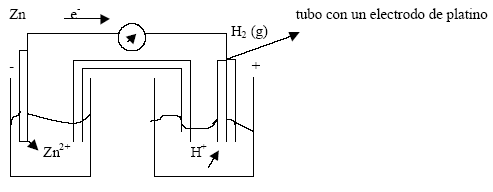 Zn
e-
H₂ (g)
tubo con un electrodo de platino
-
+
Zn²⁺
H⁺